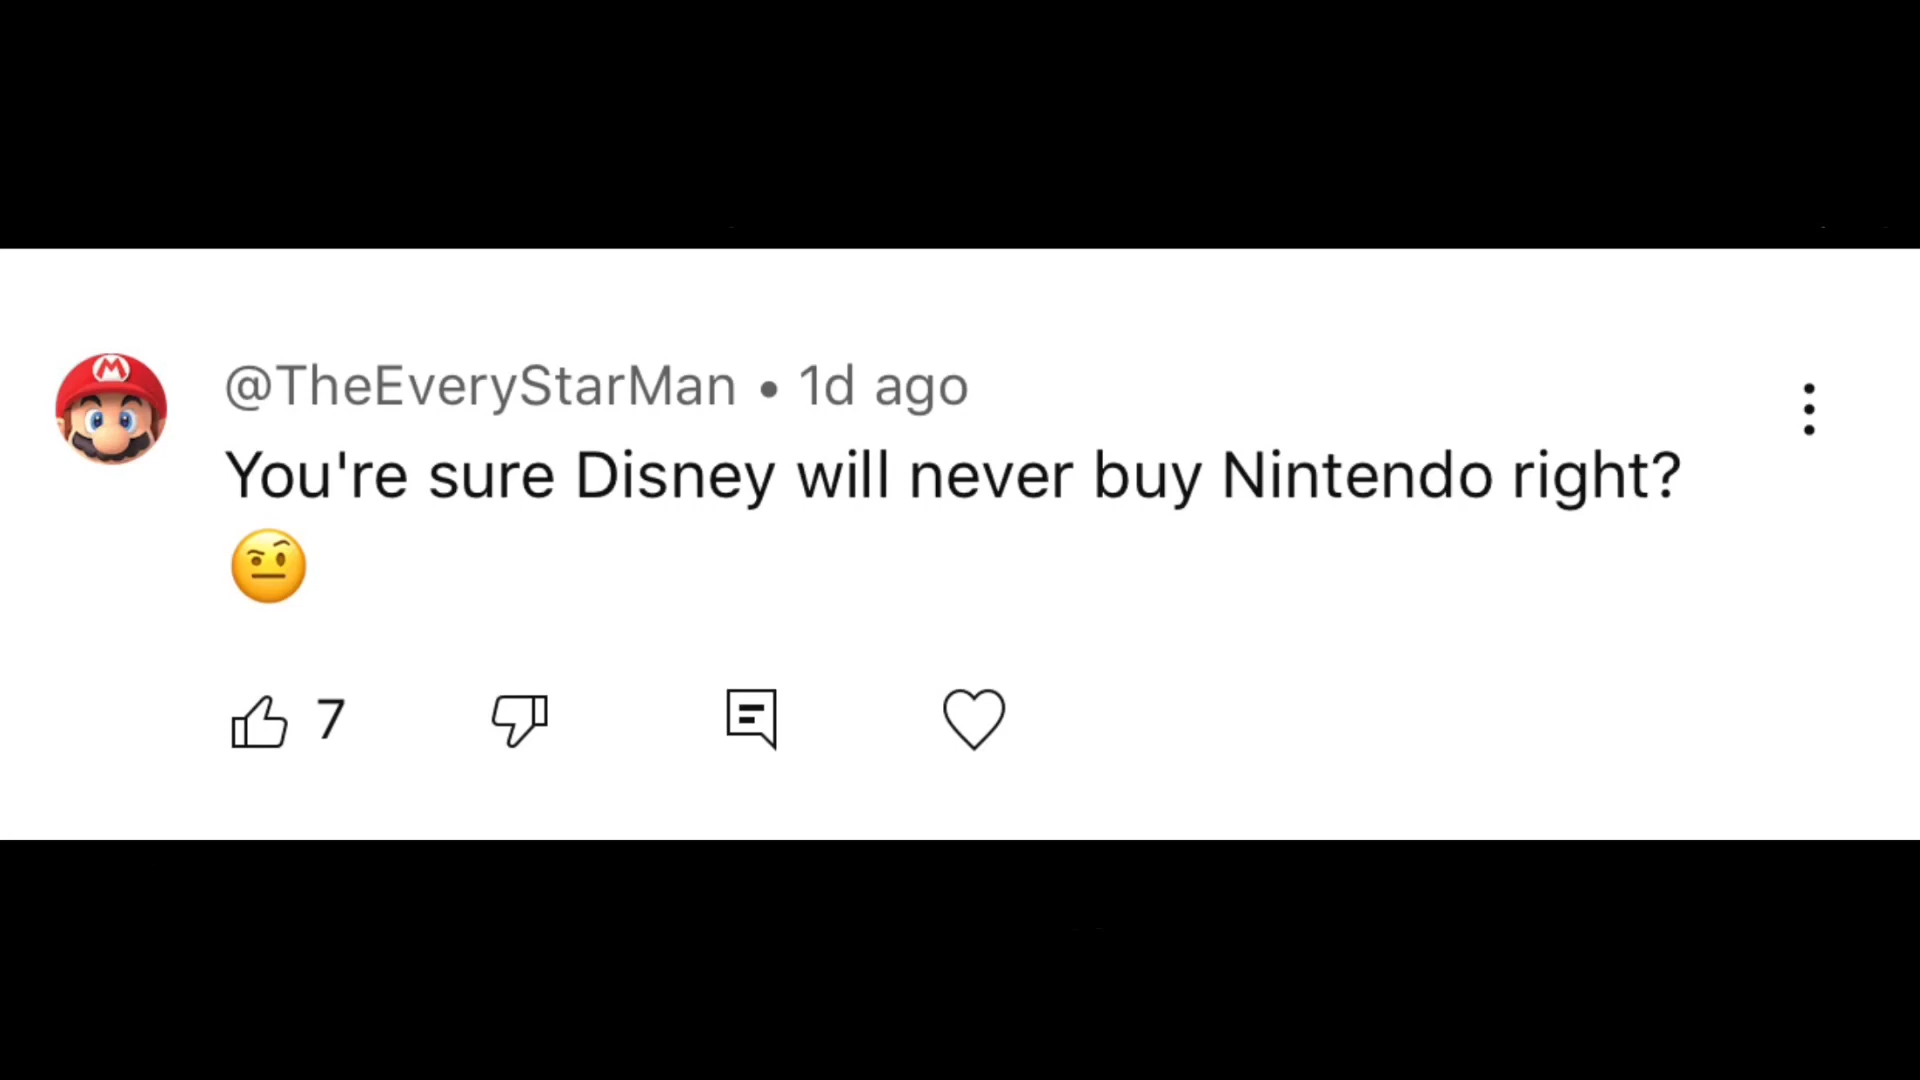 @TheEveryStarMan • 1d ago
You're sure Disney will never buy Nintendo right?
🤨
7